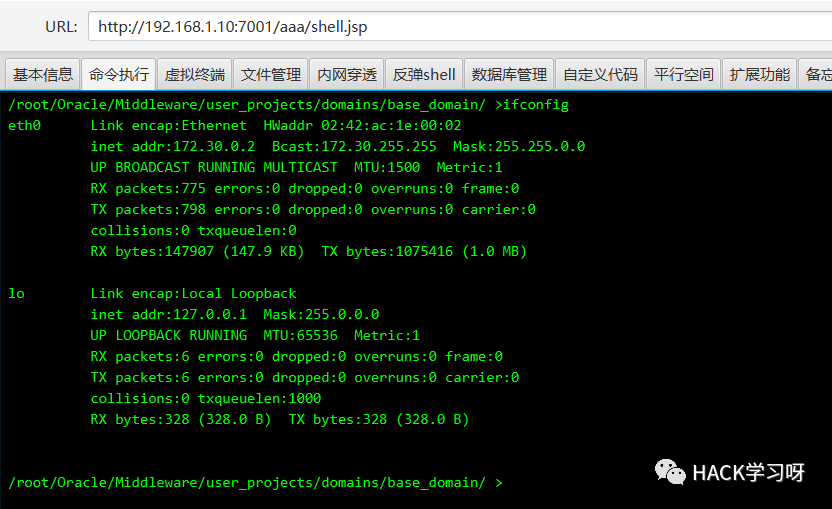 URL: http://192.168.1.10:7001/aaa/shell.jsp
基本信息 命令执行 虚拟终端 文件管理 内网穿透 反弹shell 数据库管理 自定义代码 平行空间 扩展功能 备忘
/root/Oracle/Middleware/user_projects/domains/base_domain/ >ifconfig
eth0 Link encap:Ethernet HWaddr 02:42:ac:1e:00:02
inet addr:172.30.0.2 Bcast:172.30.255.255 Mask:255.255.0.0
UP BROADCAST RUNNING MULTICAST MTU:1500 Metric:1
RX packets:775 errors:0 dropped:0 overruns:0 frame:0
TX packets:798 errors:0 dropped:0 overruns:0 carrier:0
collisions:0 txqueuelen:0
RX bytes:147907 (147.9 KB) TX bytes:1075416 (1.0 MB)
lo Link encap:Local Loopback
inet addr:127.0.0.1 Mask:255.0.0.0
UP LOOPBACK RUNNING MTU:65536 Metric:1
RX packets:6 errors:0 dropped:0 overruns:0 frame:0
TX packets:6 errors:0 dropped:0 overruns:0 carrier:0
collisions:0 txqueuelen:1000
RX bytes:328 (328.0 B) TX bytes:328 (328.0 B)
HACK学习呀
/root/Oracle/Middleware/user_projects/domains/base_domain/ >